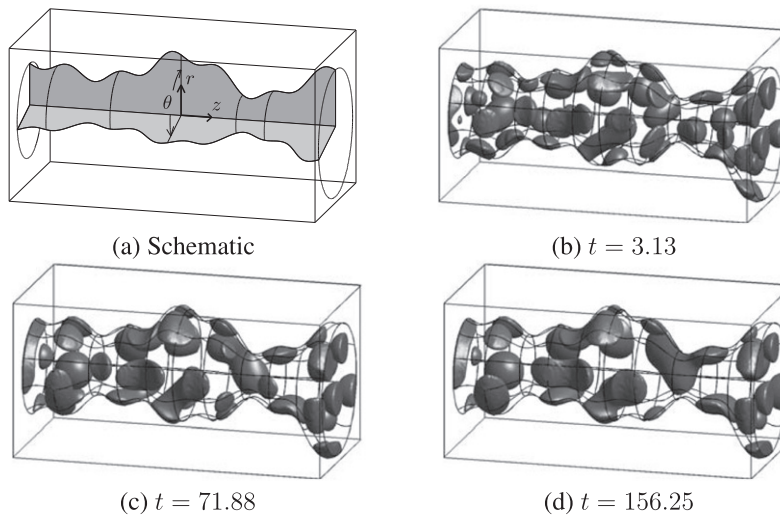 r
θ
z
(a) Schematic
(b) t = 3.13
(c) t = 71.88
(d) t = 156.25